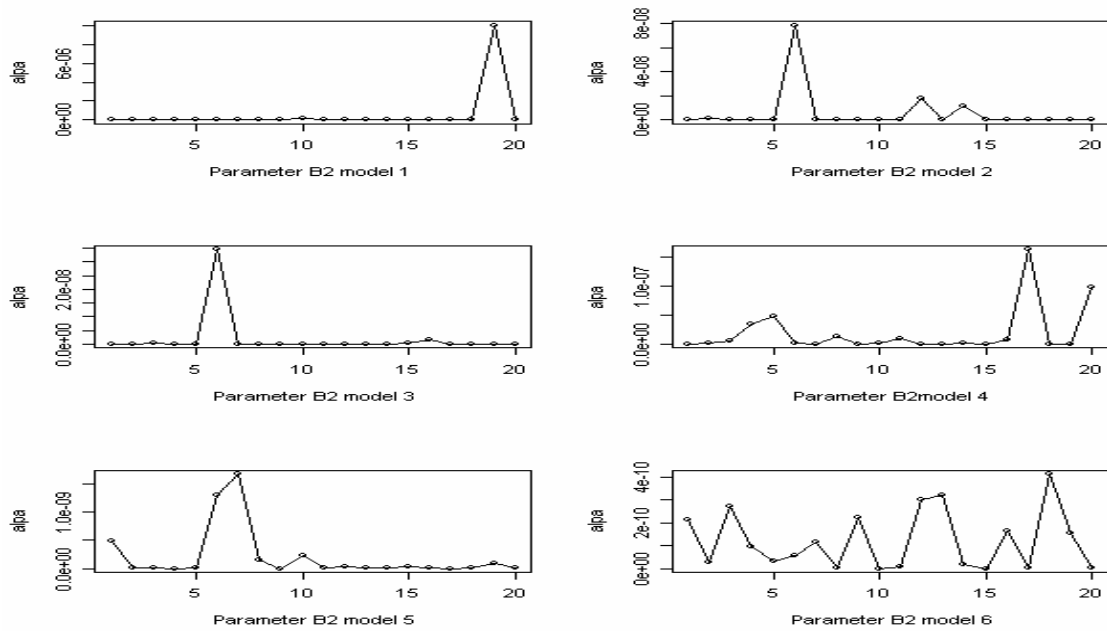 alpa
6e-06
0e+00
5
10
15
20
Parameter B2 model 1
alpa
8e-08
4e-08
0e+00
5
10
15
20
Parameter B2 model 2
alpa
2.0e-08
0.0e+00
5
10
15
20
Parameter B2 model 3
alpa
1.0e-07
0.0e+00
5
10
15
20
Parameter B2model 4
alpa
1.0e-09
0.0e+00
5
10
15
20
Parameter B2 model 5
alpa
4e-10
2e-10
0e+00
5
10
15
20
Parameter B2 model 6